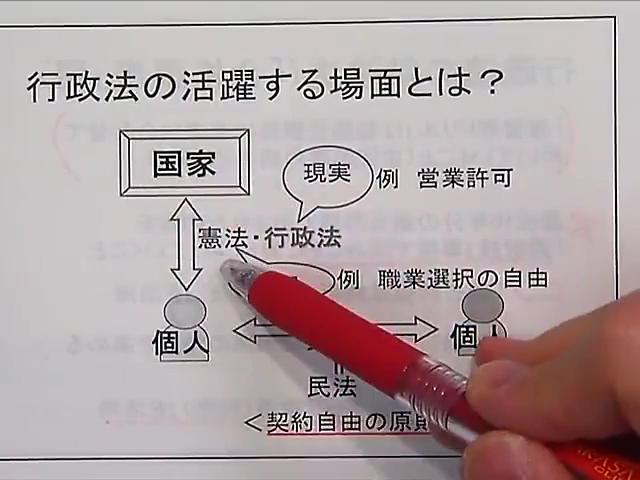 行政法の活躍する場面とは？
国家
現実
例 営業許可
憲法・行政法
例 職業選択の自由
個人
個人
民法
＜契約自由の原則